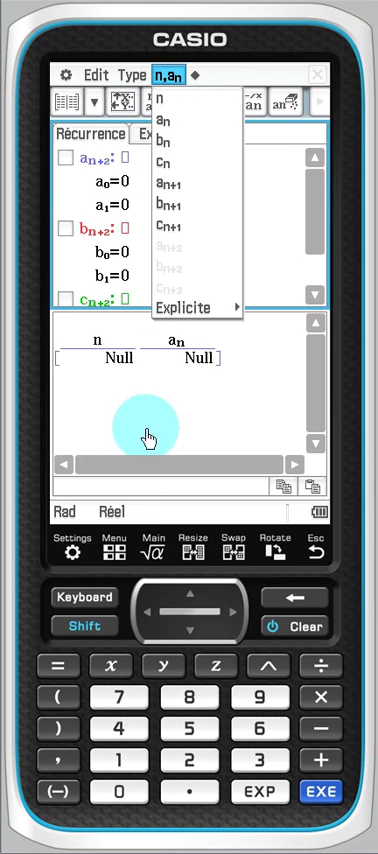 CASIO
Edit Type n,an
n
an
bn
cn
an+1
bn+1
cn+1
an+2
bn+2
cn+2
Explicite
an
Récurrence Ex
an+2:
a0=0
a1=0
bn+2:
b0=0
b1=0
cn+2:
n an
Null Null
Rad Réel
Settings Menu Main Resize Swap Rotate Esc
√α
Keyboard
Shift Clear
= x y z ^ ÷
( 7 8 9 ×
) 4 5 6 −
, 1 2 3 +
(−) 0 • EXP EXE